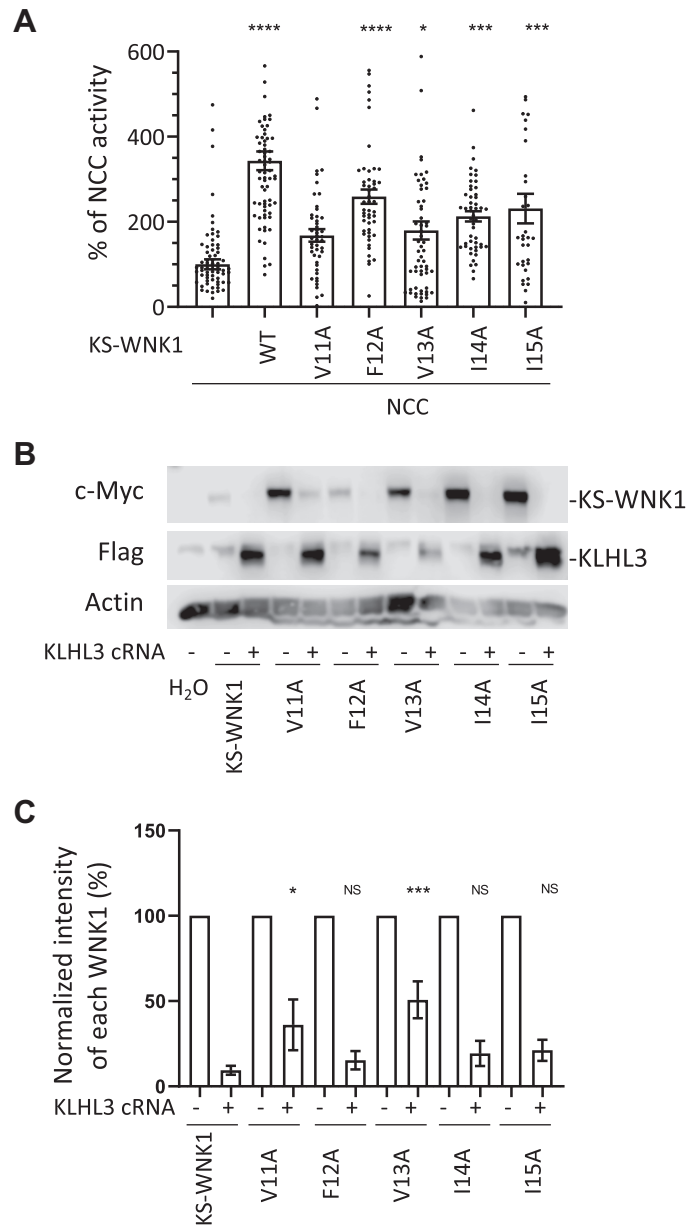 A
**** **** * *** ***
% of NCC activity
600
400
200
0
KS-WNK1
WT
V11A
F12A
V13A
I14A
I15A
NCC
B
c-Myc
-KS-WNK1
Flag
-KLHL3
Actin
KLHL3 cRNA - - + - + - + - + - + - +
H2O
KS-WNK1
V11A
F12A
V13A
I14A
I15A
C
Normalized intensity
of each WNK1 (%)
150
100
50
0
* NS *** NS NS
KLHL3 cRNA - + - + - + - + - + - +
KS-WNK1
V11A
F12A
V13A
I14A
I15A